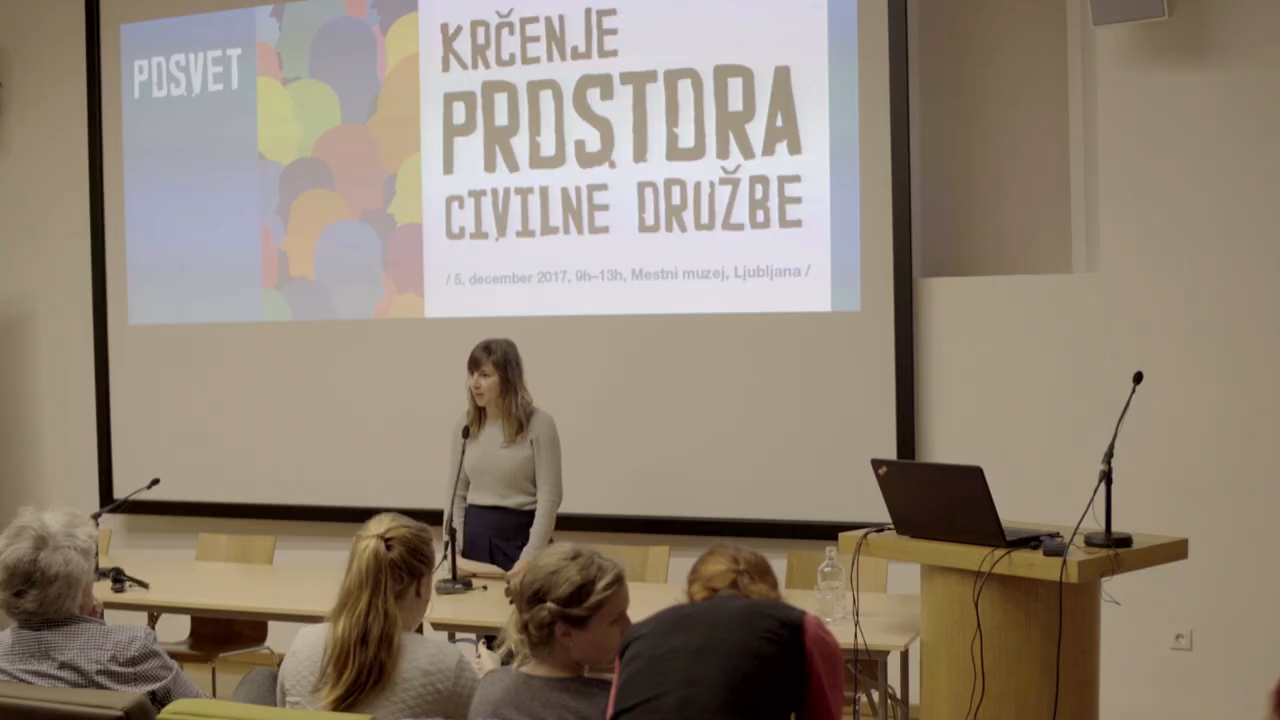 POSVET
KRČENJE
PROSTORA
CIVILNE DRUŽBE
/ 5. december 2017, 9h–13h, Mestni muzej, Ljubljana /